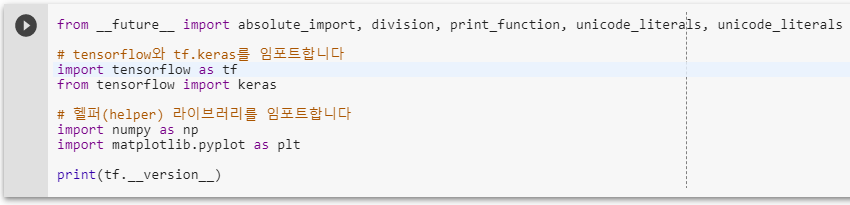 from __future__ import absolute_import, division, print_function, unicode_literals, unicode_literals
# tensorflow와 tf.keras를 임포트합니다
import tensorflow as tf
from tensorflow import keras
# 헬퍼(helper) 라이브러리를 임포트합니다
import numpy as np
import matplotlib.pyplot as plt
print(tf.__version__)